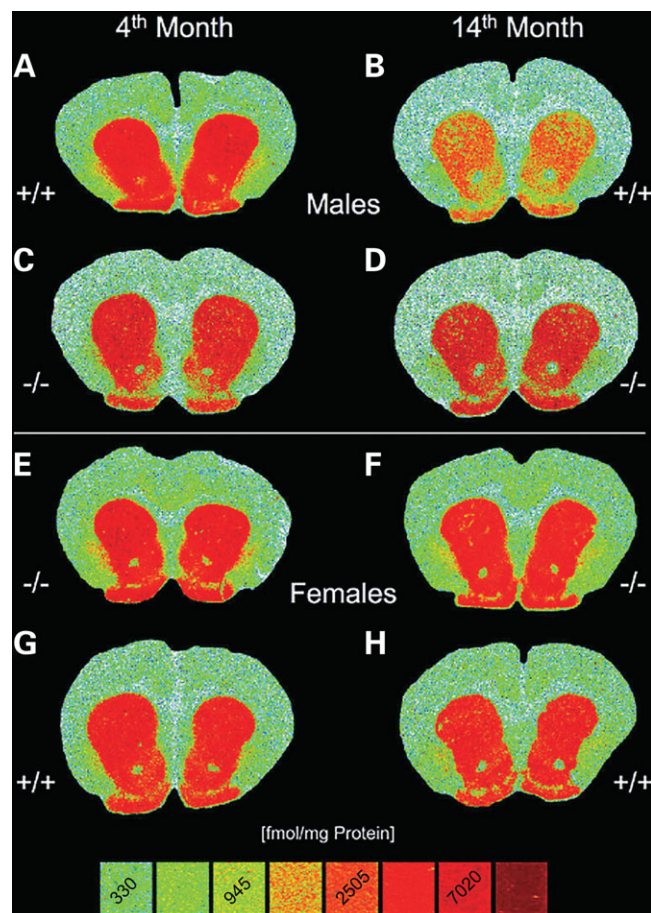 4th Month 14th Month
A B
+/+ Males +/+
C D
-/- -/-
E F
-/- Females -/-
G H
+/+ +/+
[fmol/mg Protein]
330 945 2505 7020